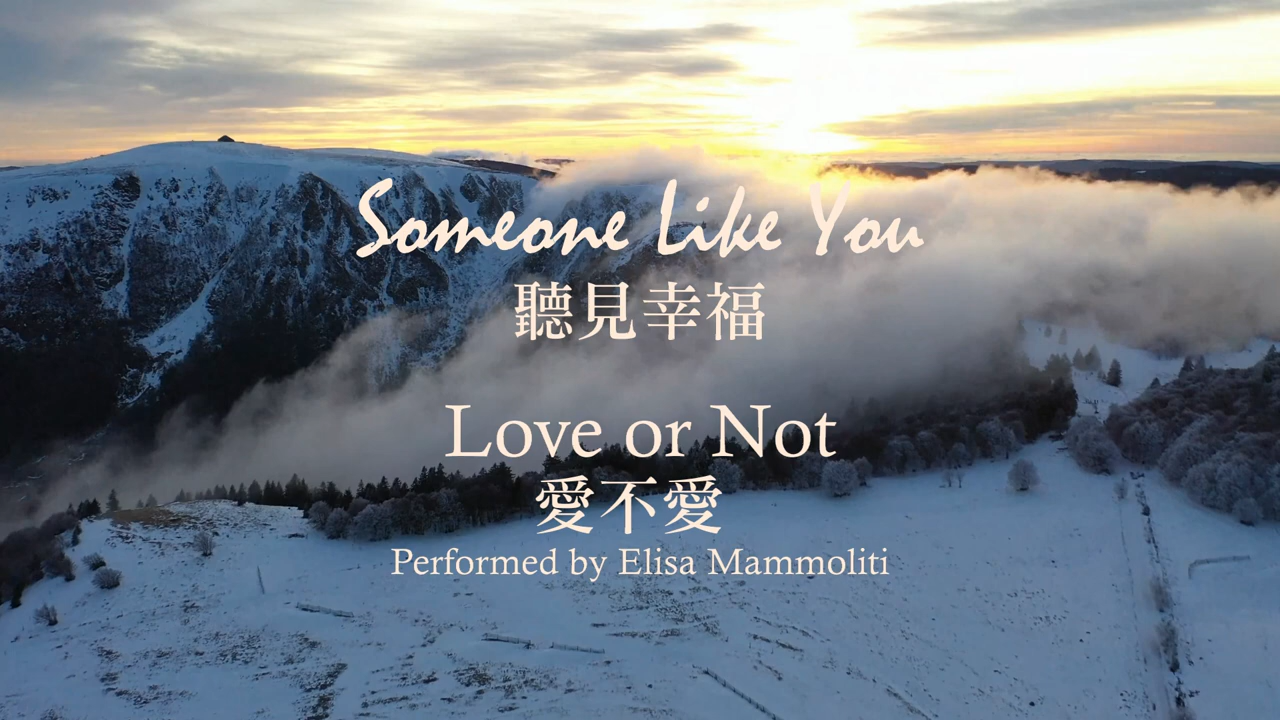 Someone Like You
聽見幸福
Love or Not
愛不愛
Performed by Elisa Mammoliti